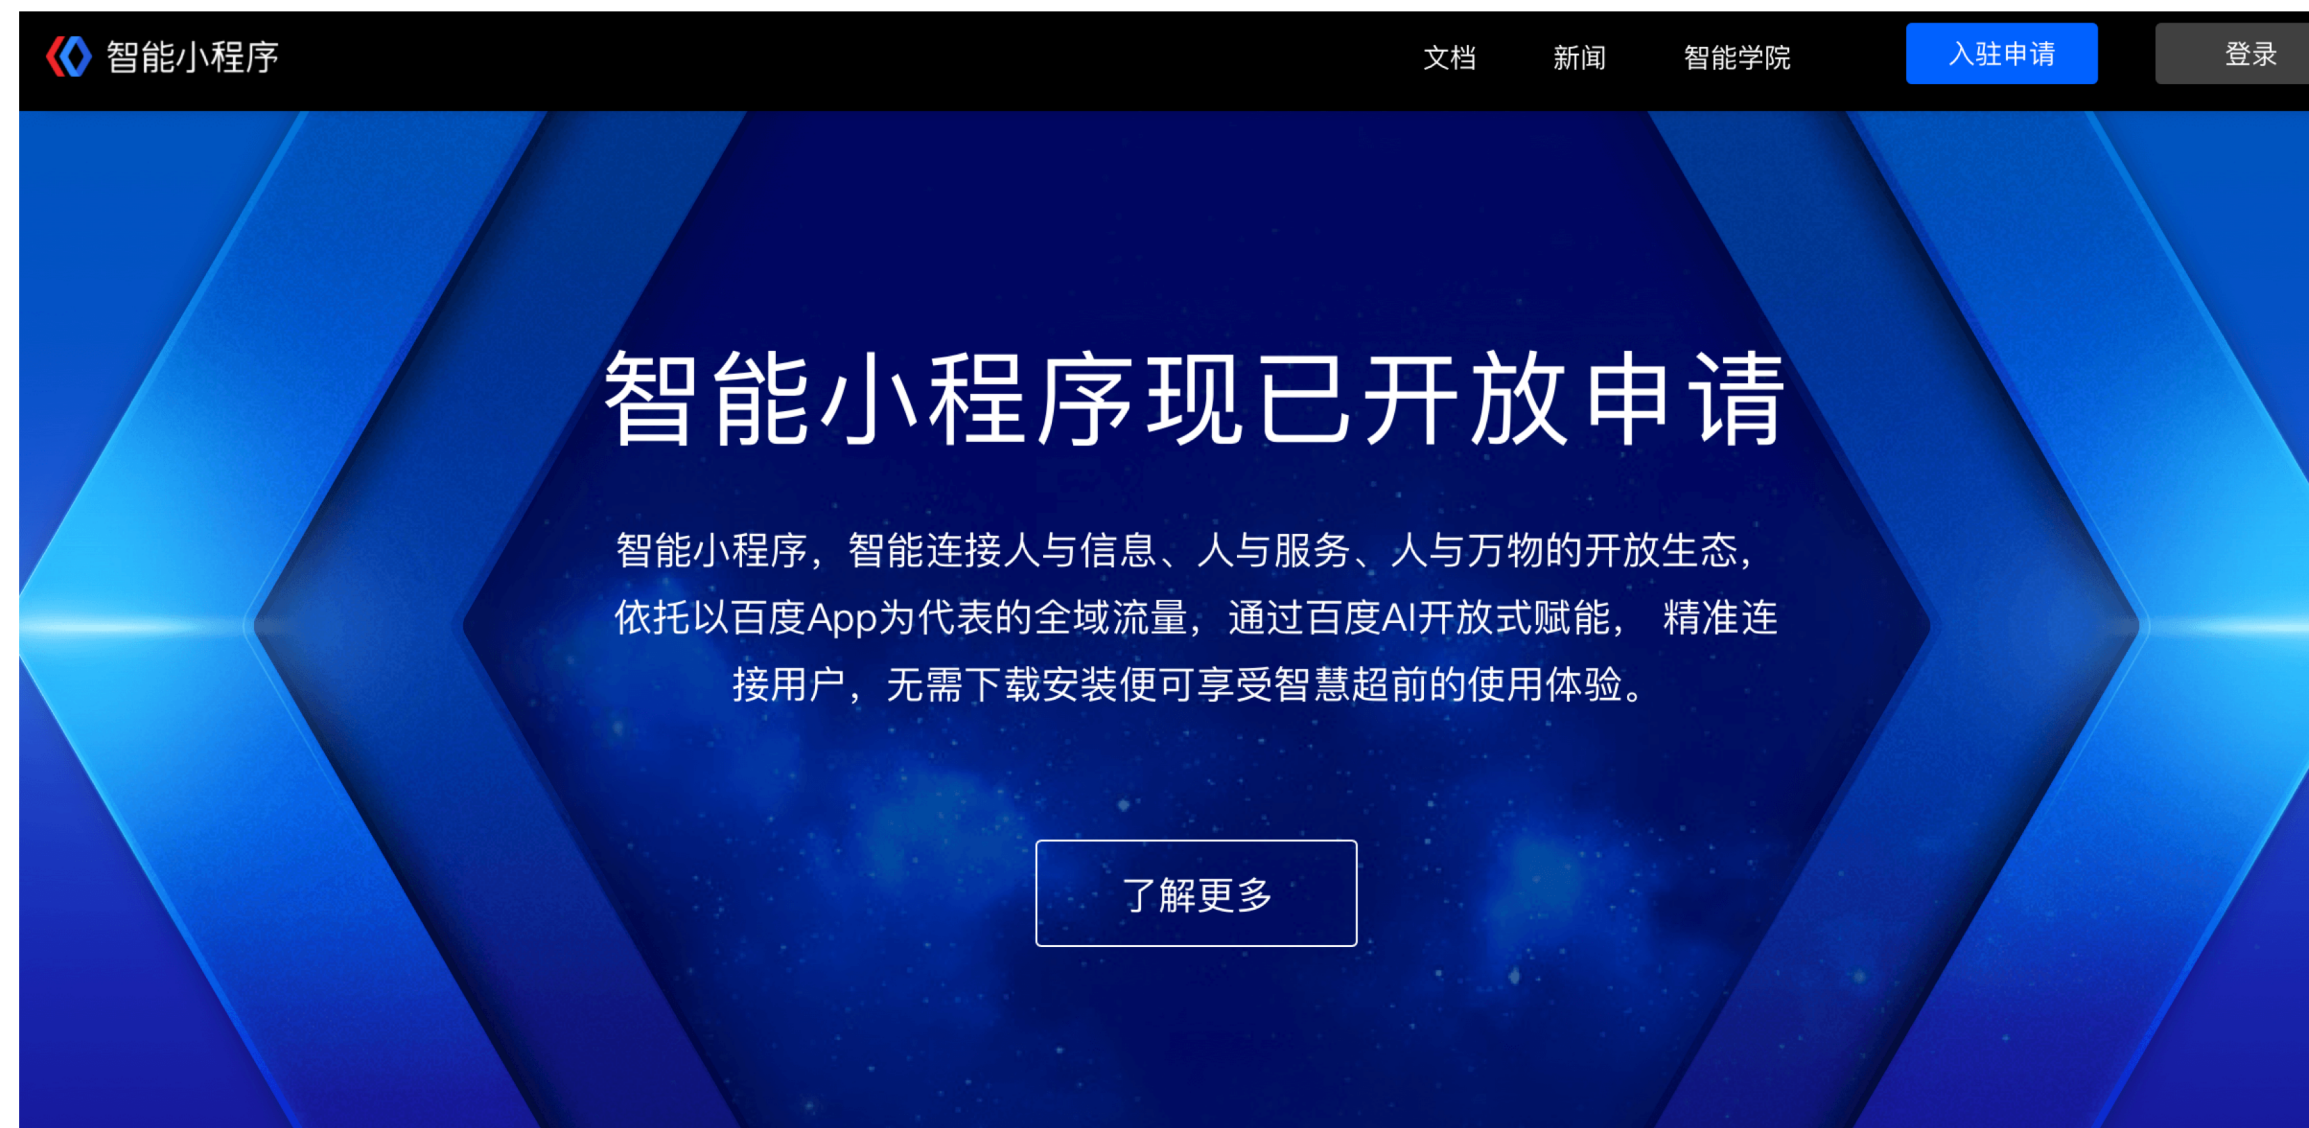 智能小程序
文档
新闻
智能学院
入驻申请
登录
智能小程序现已开放申请
智能小程序，智能连接人与信息、人与服务、人与万物的开放生态，
依托以百度App为代表的全域流量，通过百度AI开放式赋能， 精准连
接用户，无需下载安装便可享受智慧超前的使用体验。
了解更多